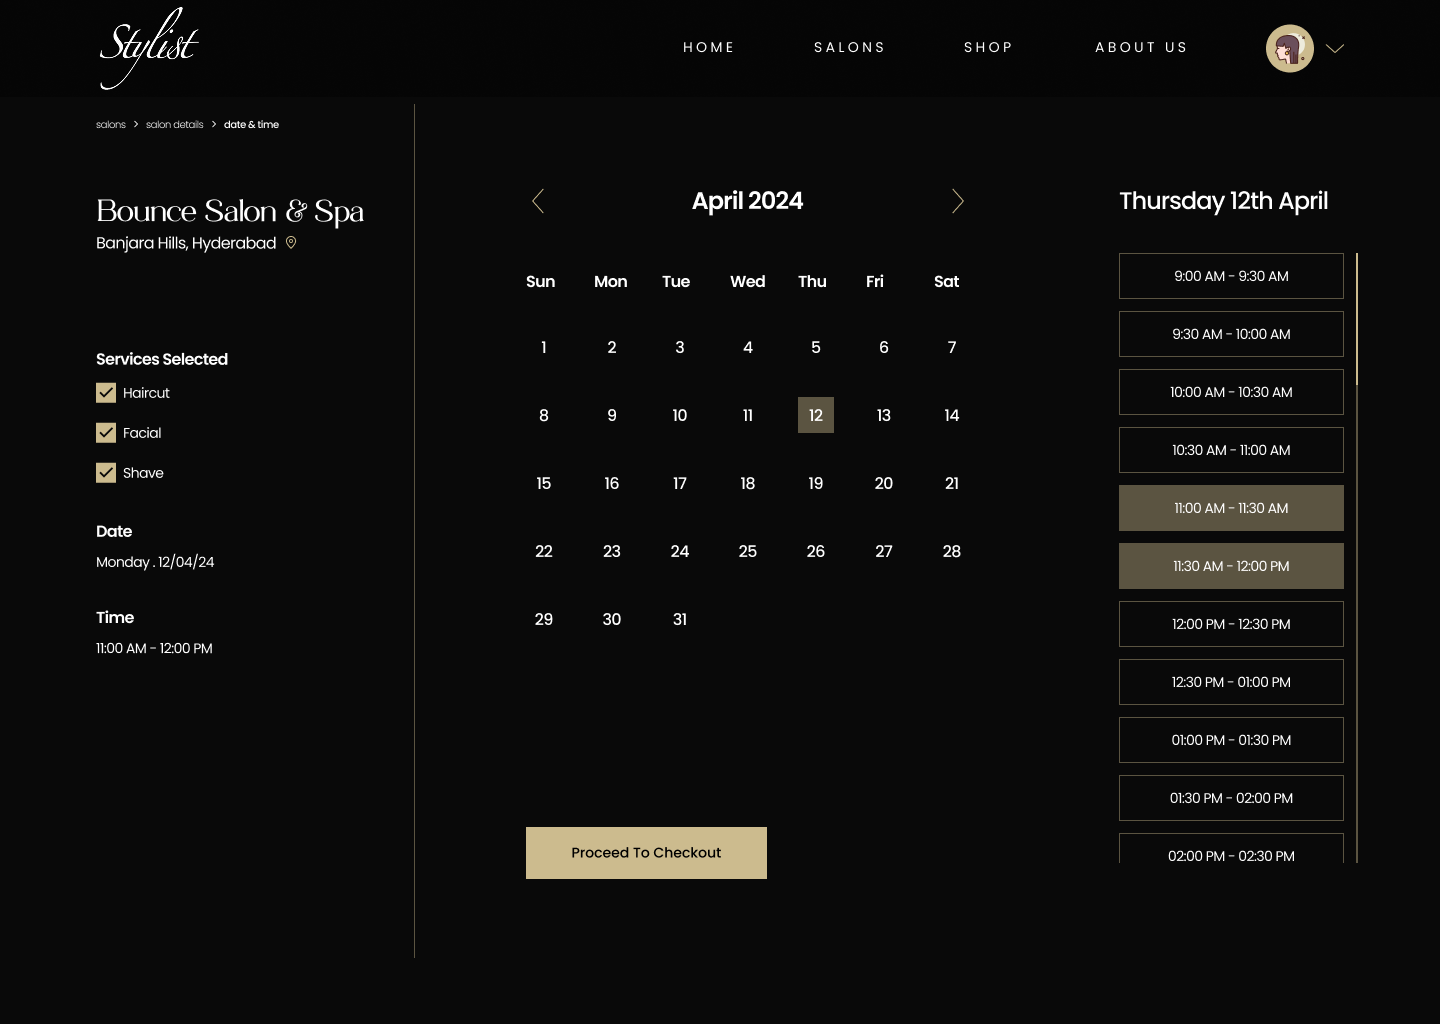 Stylist
HOME SALONS SHOP ABOUT US
salons > salon details > date & time
Bounce Salon & Spa
Banjara Hills, Hyderabad
Services Selected
Haircut
Facial
Shave
Date
Monday . 12/04/24
Time
11:00 AM - 12:00 PM
April 2024
Sun Mon Tue Wed Thu Fri Sat
1 2 3 4 5 6 7
8 9 10 11 12 13 14
15 16 17 18 19 20 21
22 23 24 25 26 27 28
29 30 31
Proceed To Checkout
Thursday 12th April
9:00 AM - 9:30 AM
9:30 AM - 10:00 AM
10:00 AM - 10:30 AM
10:30 AM - 11:00 AM
11:00 AM - 11:30 AM
11:30 AM - 12:00 PM
12:00 PM - 12:30 PM
12:30 PM - 01:00 PM
01:00 PM - 01:30 PM
01:30 PM - 02:00 PM
02:00 PM - 02:30 PM